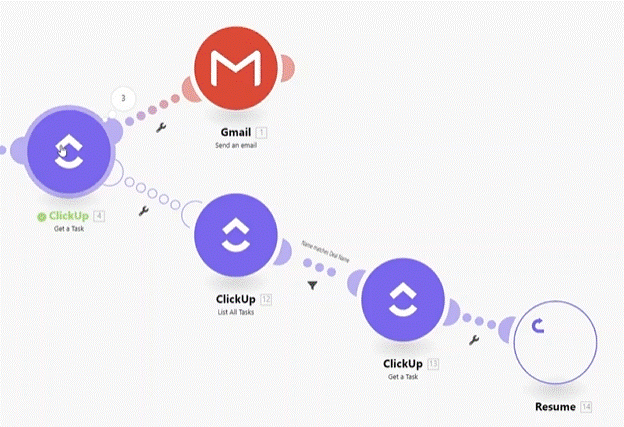 3
Gmail 1
Send an email
ClickUp 4
Get a Task
Name matches Deal Name
ClickUp 12
List All Tasks
ClickUp 13
Get a Task
Resume 14